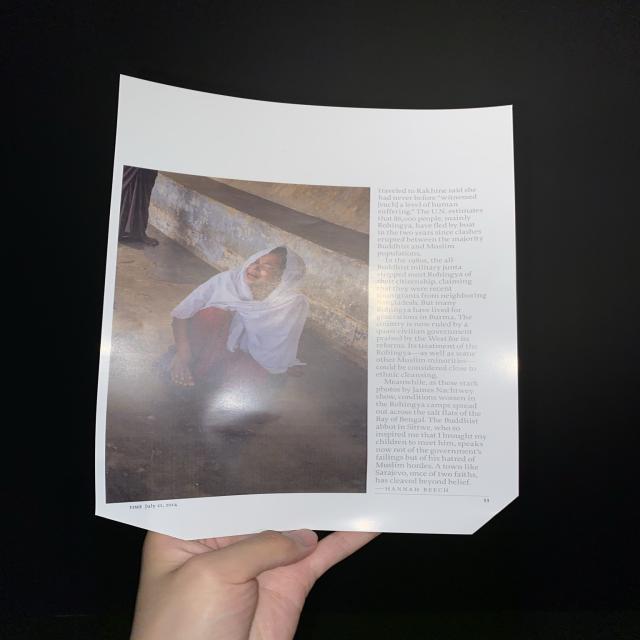 traveled to Rakhine said she
had never before "witnessed
[such] a level of human
suffering." The U.N. estimates
that 86,000 people, mainly
Rohingya, have fled by boat
in the two years since clashes
erupted between the majority
Buddhist and Muslim
populations.
In the 1980s, the all-
Buddhist military junta
stripped most Rohingya of
their citizenship, claiming
they were recent
immigrants from neighboring
Bangladesh. But many
Rohingya have lived for
generations in Burma. The
country is now ruled by a
quasi-civilian government
praised by the West for its
reforms. Its treatment of the
Rohingya—as well as some
other Muslim minorities—
could be considered close to
ethnic cleansing.
Meanwhile, as these stark
photos by James Nachtwey
show, conditions worsen in
the Rohingya camps spread
out across the salt flats of the
Bay of Bengal. The Buddhist
abbot in Sittwe, who so
inspired me that I brought my
children to meet him, speaks
now not of the government's
failings but of his hatred of
Muslim hordes. A town like
Sarajevo, once of two faiths,
has cleaved beyond belief.
—HANNAH BEECH
TIME July 21, 2014